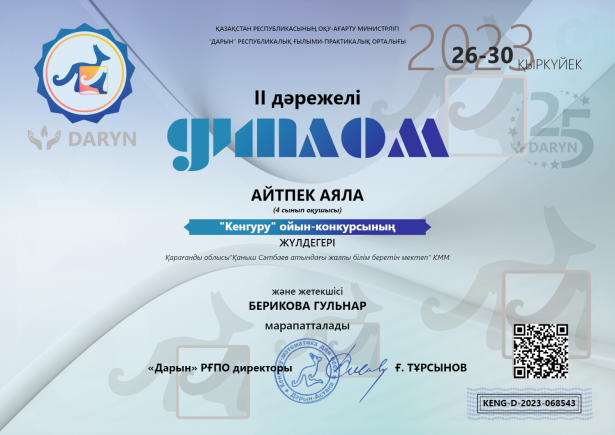 ҚАЗАҚСТАН РЕСПУБЛИКАСЫНЫҢ ОҚУ-АҒАРТУ МИНИСТРЛІГІ
"ДАРЫН" РЕСПУБЛИКАЛЫҚ ҒЫЛЫМИ-ПРАКТИКАЛЫҚ ОРТАЛЫҒЫ
2023
26-30
ҚЫРКҮЙЕК
DARYN
25
DARYN
II дәрежелі
ДИПЛОМ
АЙТПЕК АЯЛА
(4 сынып оқушысы)
"Кенгуру" ойын-конкурсының
ЖҮЛДЕГЕРІ
Қарағанды облысы"Қаныш Сәтбаев атындағы жалпы білім беретін мектеп" КММ
және жетекшісі
БЕРИКОВА ГУЛЬНАР
марапатталады
«Дарын» РҒПО директоры
Ғ. ТҰРСЫНОВ
KENG-D-2023-068543